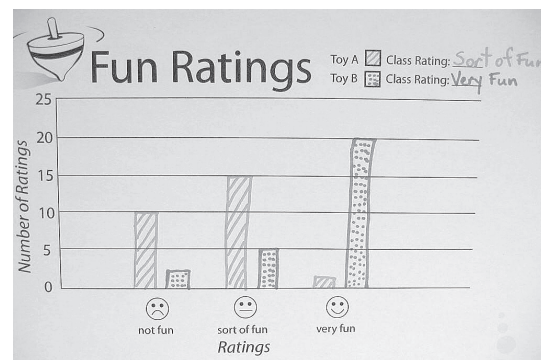 Fun Ratings
Toy A Class Rating: Sort of Fun
Toy B Class Rating: Very Fun
25
20
15
10
5
0
Number of Ratings
not fun sort of fun very fun
Ratings